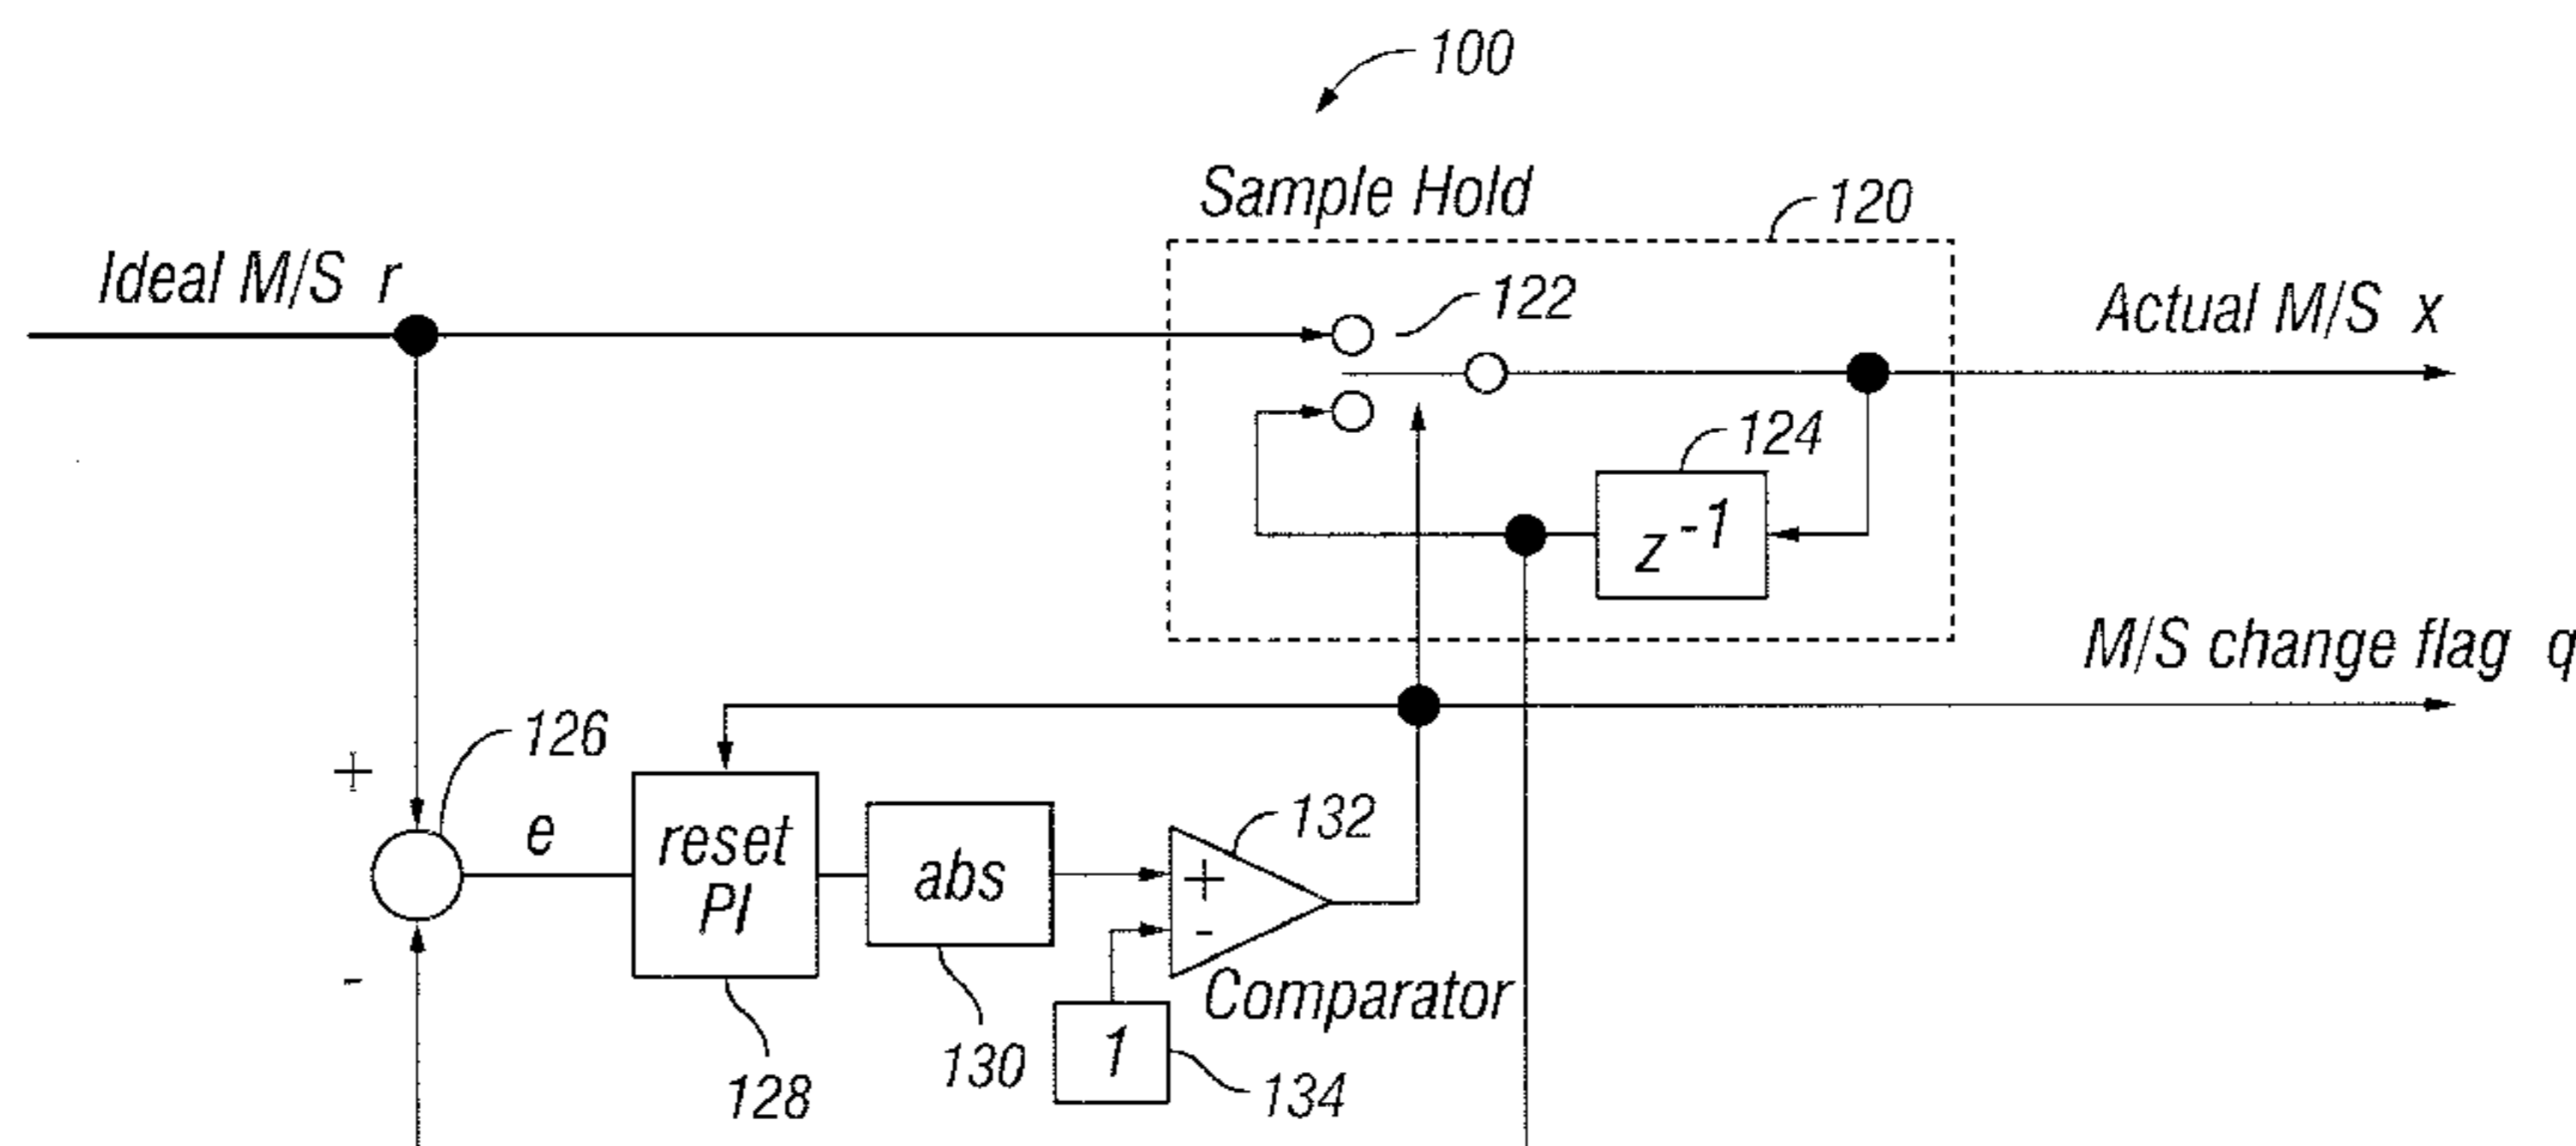 100
Sample Hold
120
Ideal M/S r
122
Actual M/S x
124
z -1
M/S change flag q
126
+
e
reset
PI
abs
132
+
-
-
Comparator
1
130
128
134